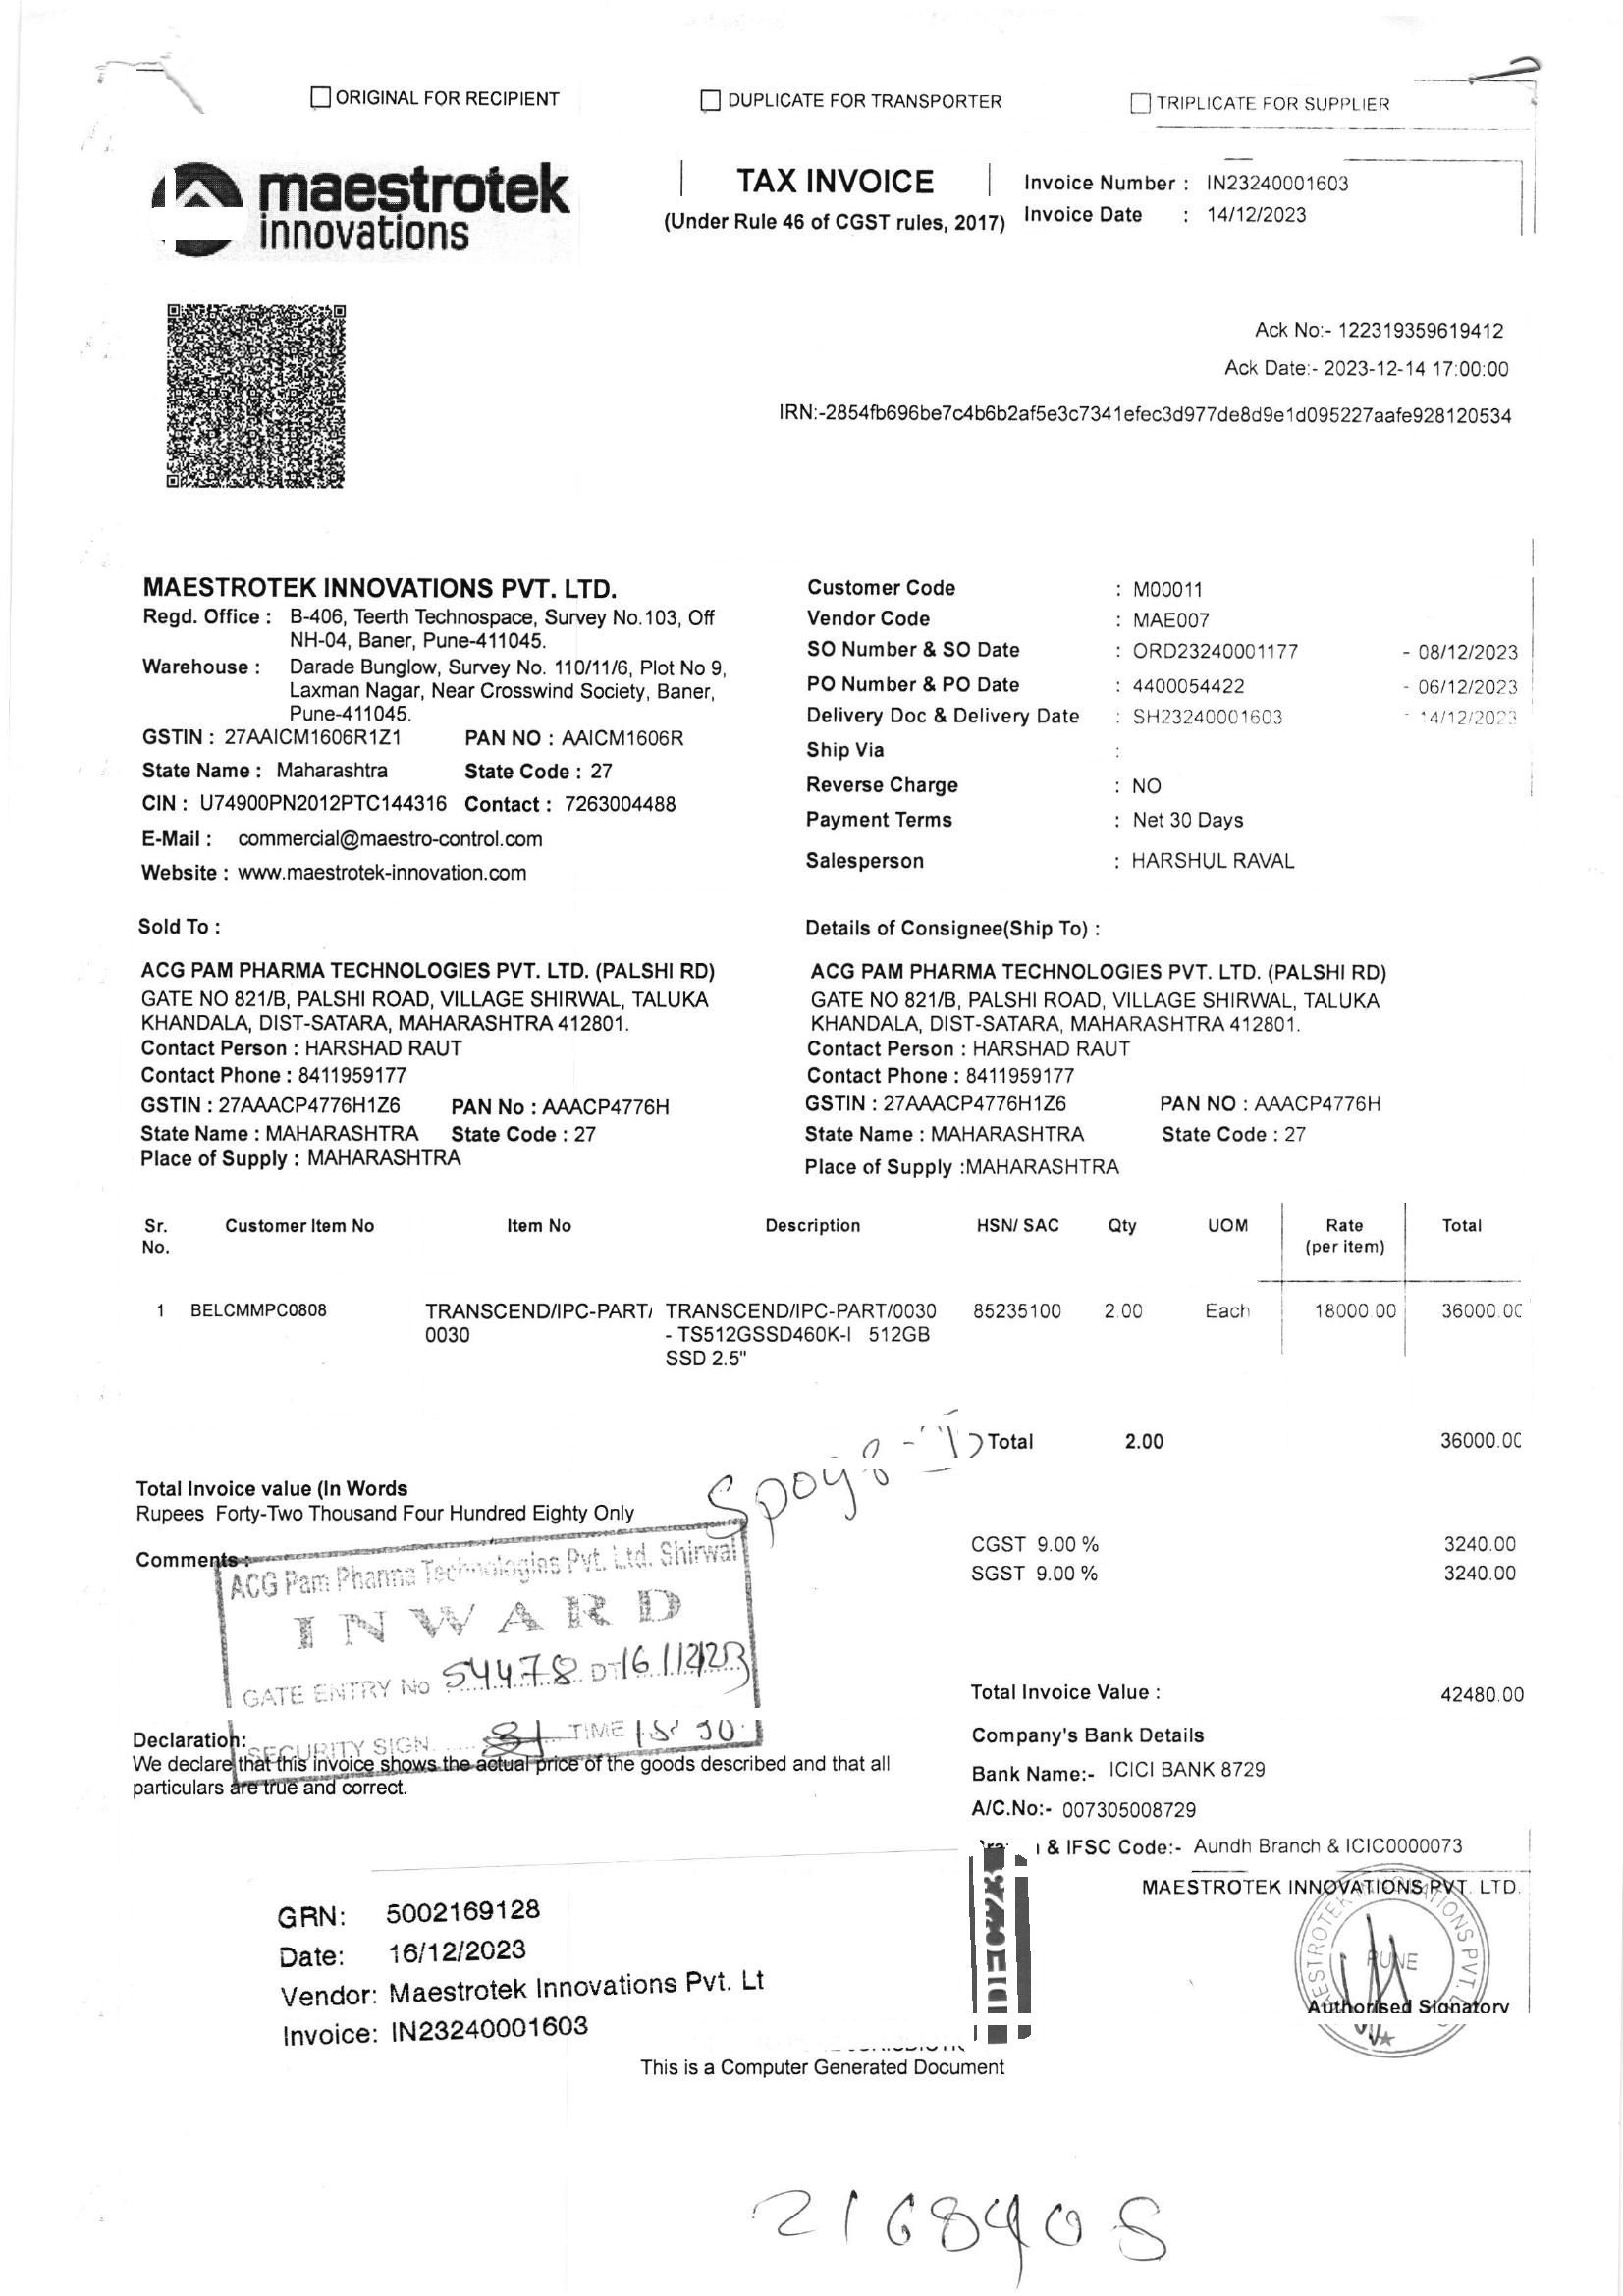 ORIGINAL FOR RECIPIENT
DUPLICATE FOR TRANSPORTER
TRIPLICATE FOR SUPPLIER
maestrotek
innovations
TAX INVOICE
(Under Rule 46 of CGST rules, 2017)
Invoice Number : IN23240001603
Invoice Date : 14/12/2023
Ack No:- 122319359619412
Ack Date:- 2023-12-14 17:00:00
IRN:-2854fb696be7c4b6b2af5e3c7341efec3d977de8d9e1d095227aafe928120534
MAESTROTEK INNOVATIONS PVT. LTD.
Regd. Office : B-406, Teerth Technospace, Survey No.103, Off
NH-04, Baner, Pune-411045.
Warehouse : Darade Bunglow, Survey No. 110/11/6, Plot No 9,
Laxman Nagar, Near Crosswind Society, Baner,
Pune-411045.
GSTIN : 27AAICM1606R1Z1 PAN NO : AAICM1606R
State Name : Maharashtra State Code : 27
CIN : U74900PN2012PTC144316 Contact : 7263004488
E-Mail : commercial@maestro-control.com
Website : www.maestrotek-innovation.com
Customer Code : M00011
Vendor Code : MAE007
SO Number & SO Date : ORD23240001177 - 08/12/2023
PO Number & PO Date : 4400054422 - 06/12/2023
Delivery Doc & Delivery Date : SH23240001603 - 14/12/2023
Ship Via :
Reverse Charge : NO
Payment Terms : Net 30 Days
Salesperson : HARSHUL RAVAL
Sold To :
ACG PAM PHARMA TECHNOLOGIES PVT. LTD. (PALSHI RD)
GATE NO 821/B, PALSHI ROAD, VILLAGE SHIRWAL, TALUKA
KHANDALA, DIST-SATARA, MAHARASHTRA 412801.
Contact Person : HARSHAD RAUT
Contact Phone : 8411959177
GSTIN : 27AAACP4776H1Z6 PAN No : AAACP4776H
State Name : MAHARASHTRA State Code : 27
Place of Supply : MAHARASHTRA
Details of Consignee(Ship To) :
ACG PAM PHARMA TECHNOLOGIES PVT. LTD. (PALSHI RD)
GATE NO 821/B, PALSHI ROAD, VILLAGE SHIRWAL, TALUKA
KHANDALA, DIST-SATARA, MAHARASHTRA 412801.
Contact Person : HARSHAD RAUT
Contact Phone : 8411959177
GSTIN : 27AAACP4776H1Z6 PAN NO : AAACP4776H
State Name : MAHARASHTRA State Code : 27
Place of Supply :MAHARASHTRA
Sr. Customer Item No Item No Description HSN/ SAC Qty UOM Rate Total
No. (per item)
1 BELCMMPC0808 TRANSCEND/IPC-PART/ TRANSCEND/IPC-PART/0030 85235100 2.00 Each 18000.00 36000.00
0030 - TS512GSSD460K-I 512GB
SSD 2.5"
Total 2.00 36000.00
Total Invoice value (In Words
Rupees Forty-Two Thousand Four Hundred Eighty Only
CGST 9.00 % 3240.00
SGST 9.00 % 3240.00
Comments :
ACG Pam Pharma Technologies Pvt. Ltd. Shirwal
INWARD
GATE ENTRY No 54478 DT 16/12/23
SECURITY SIGN. TIME
Total Invoice Value : 42480.00
Declaration:
We declare that this invoice shows the actual price of the goods described and that all
particulars are true and correct.
Company's Bank Details
Bank Name:- ICICI BANK 8729
A/C.No:- 007305008729
& IFSC Code:- Aundh Branch & ICIC0000073
MAESTROTEK INNOVATIONS PVT. LTD.
PUNE
Authorised Signatory
GRN: 5002169128
Date: 16/12/2023
Vendor: Maestrotek Innovations Pvt. Lt
Invoice: IN23240001603
This is a Computer Generated Document